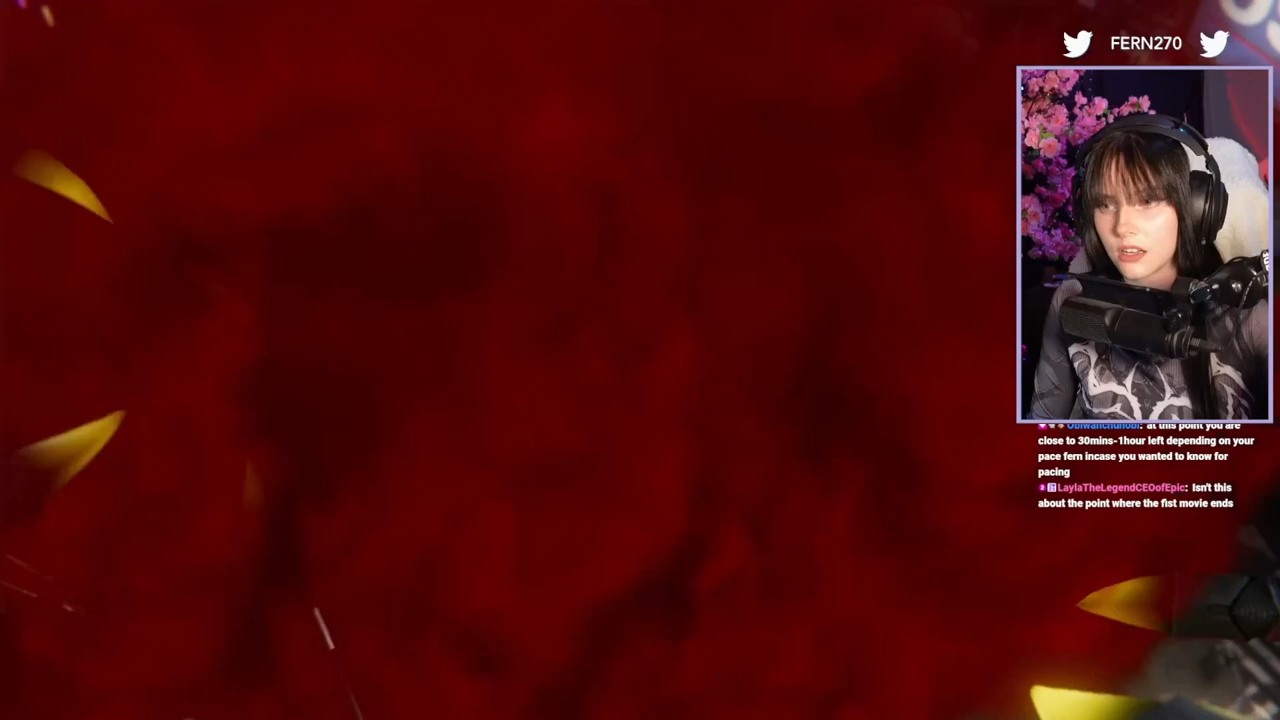 FERN270
Obiwanchunobi: at this point you are
close to 30mins-1hour left depending on your
pace fern incase you wanted to know for
pacing
LaylaTheLegendCEOofEpic: Isn't this
about the point where the fist movie ends